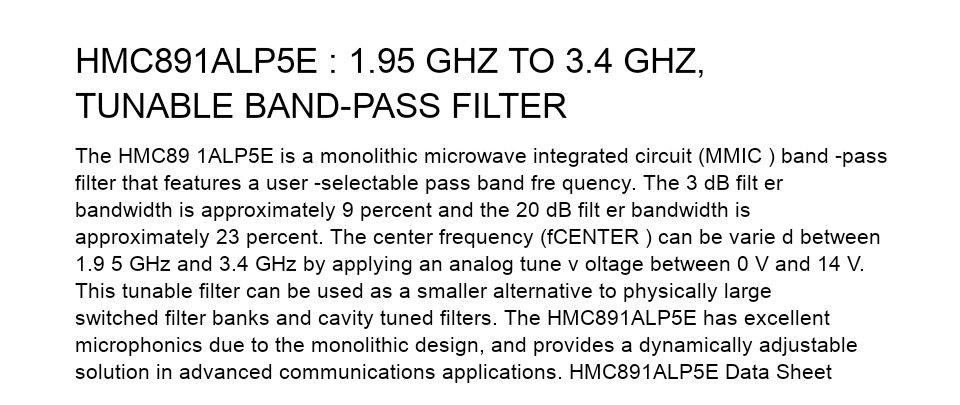 HMC891ALP5E : 1.95 GHZ TO 3.4 GHZ,
TUNABLE BAND-PASS FILTER
The HMC89 1ALP5E is a monolithic microwave integrated circuit (MMIC ) band -pass
filter that features a user -selectable pass band fre quency. The 3 dB filt er
bandwidth is approximately 9 percent and the 20 dB filt er bandwidth is
approximately 23 percent. The center frequency (fCENTER ) can be varie d between
1.9 5 GHz and 3.4 GHz by applying an analog tune v oltage between 0 V and 14 V.
This tunable filter can be used as a smaller alternative to physically large
switched filter banks and cavity tuned filters. The HMC891ALP5E has excellent
microphonics due to the monolithic design, and provides a dynamically adjustable
solution in advanced communications applications. HMC891ALP5E Data Sheet